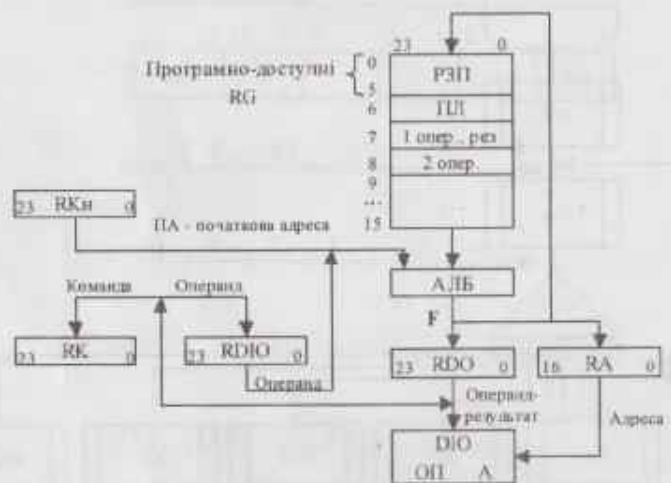 23 0
Програмно-доступні
RG
0
РЗП
5
6
ПЛ
7
1 опер., рез
8
2 опер.
9
...
15
23 RKн 0
ПА - початкова адреса
АЛБ
Команда
Операнд
F
23 RK 0
23 RDIO 0
23 RDO 0
16 RA 0
Операнд
Операнд-
результат
Адреса
DIO
ОП А